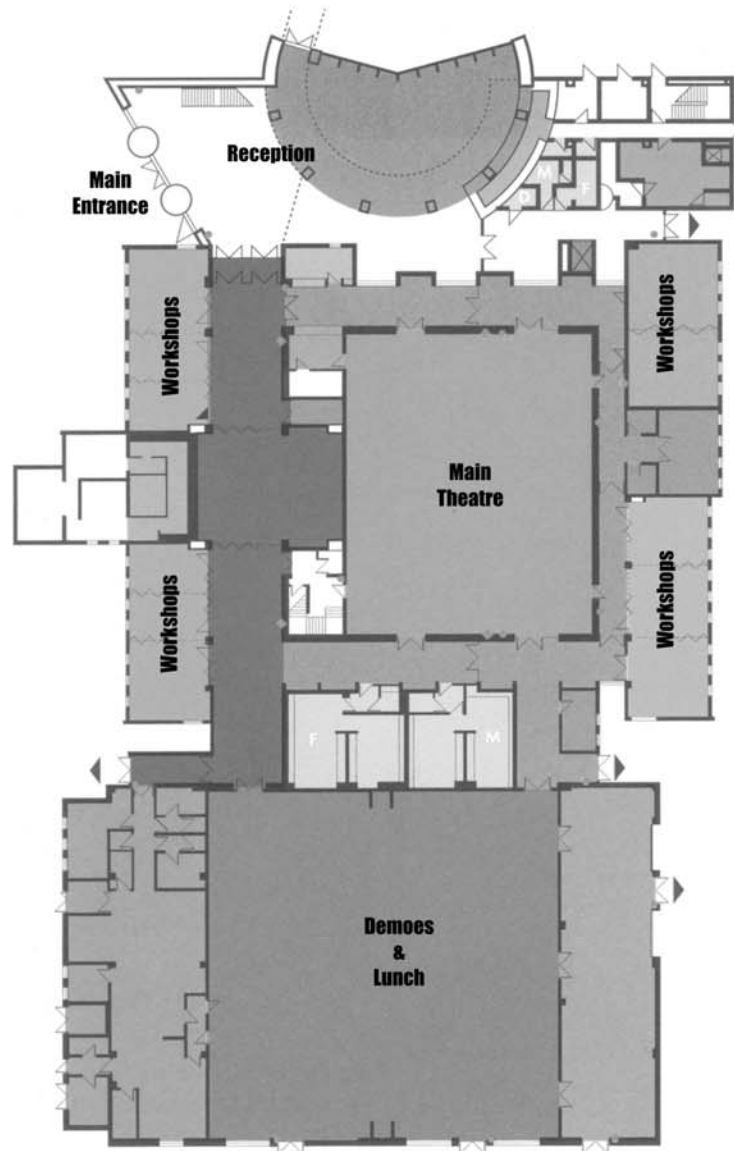 Reception
Main
Entrance
M
D
F
Workshops
Workshops
Main
Theatre
Workshops
Workshops
F
M
Demoes
&
Lunch